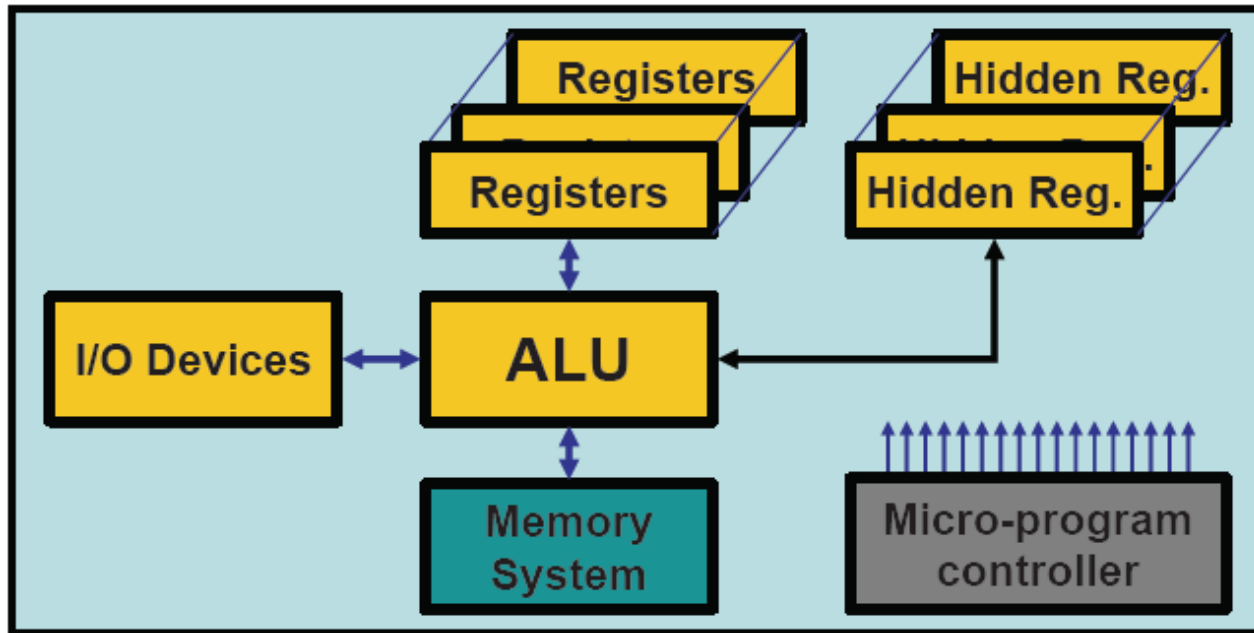 Registers
Hidden Reg.
Registers
Hidden Reg.
I/O Devices
ALU
Memory
System
Micro-program
controller